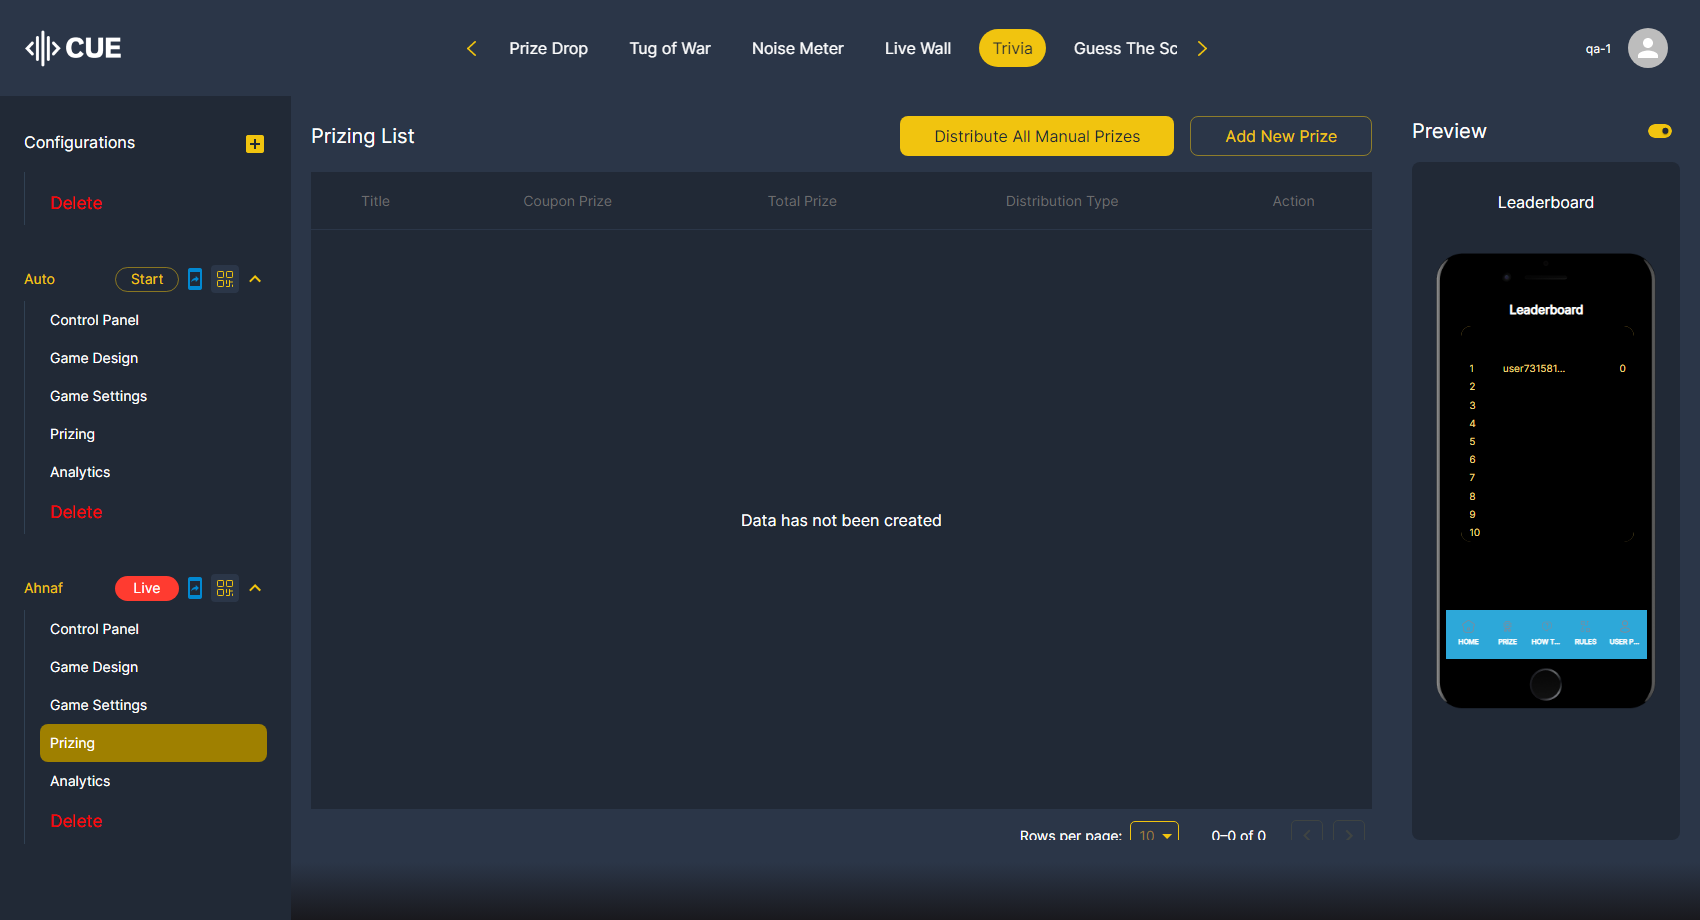 CUE
Prize Drop Tug of War Noise Meter Live Wall Trivia Guess The Sc
qa-1
Configurations
Delete
Auto Start
Control Panel
Game Design
Game Settings
Prizing
Analytics
Delete
Ahnaf Live
Control Panel
Game Design
Game Settings
Prizing
Analytics
Delete
Prizing List
Distribute All Manual Prizes
Add New Prize
Title Coupon Prize Total Prize Distribution Type Action
Data has not been created
Rows per page: 10 0–0 of 0
Preview
Leaderboard
Leaderboard
1 user731581... 0
2
3
4
5
6
7
8
9
10
HOME PRIZE HOW T... RULES USER P...